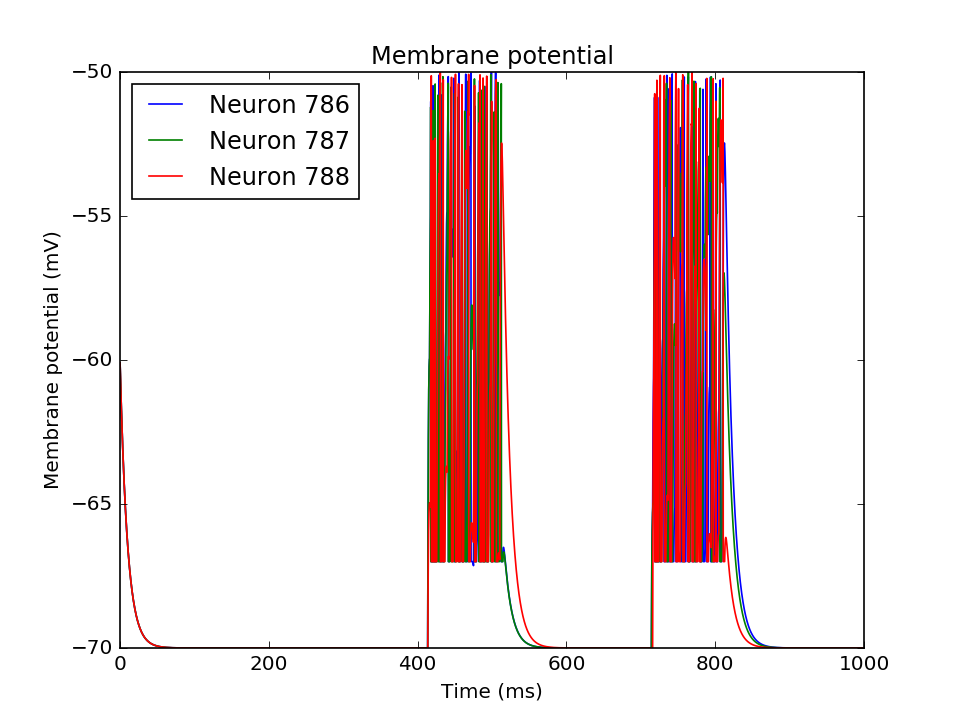 Membrane potential
Neuron 786
Neuron 787
Neuron 788
Membrane potential (mV)
−50
−55
−60
−65
−70
0 200 400 600 800 1000
Time (ms)